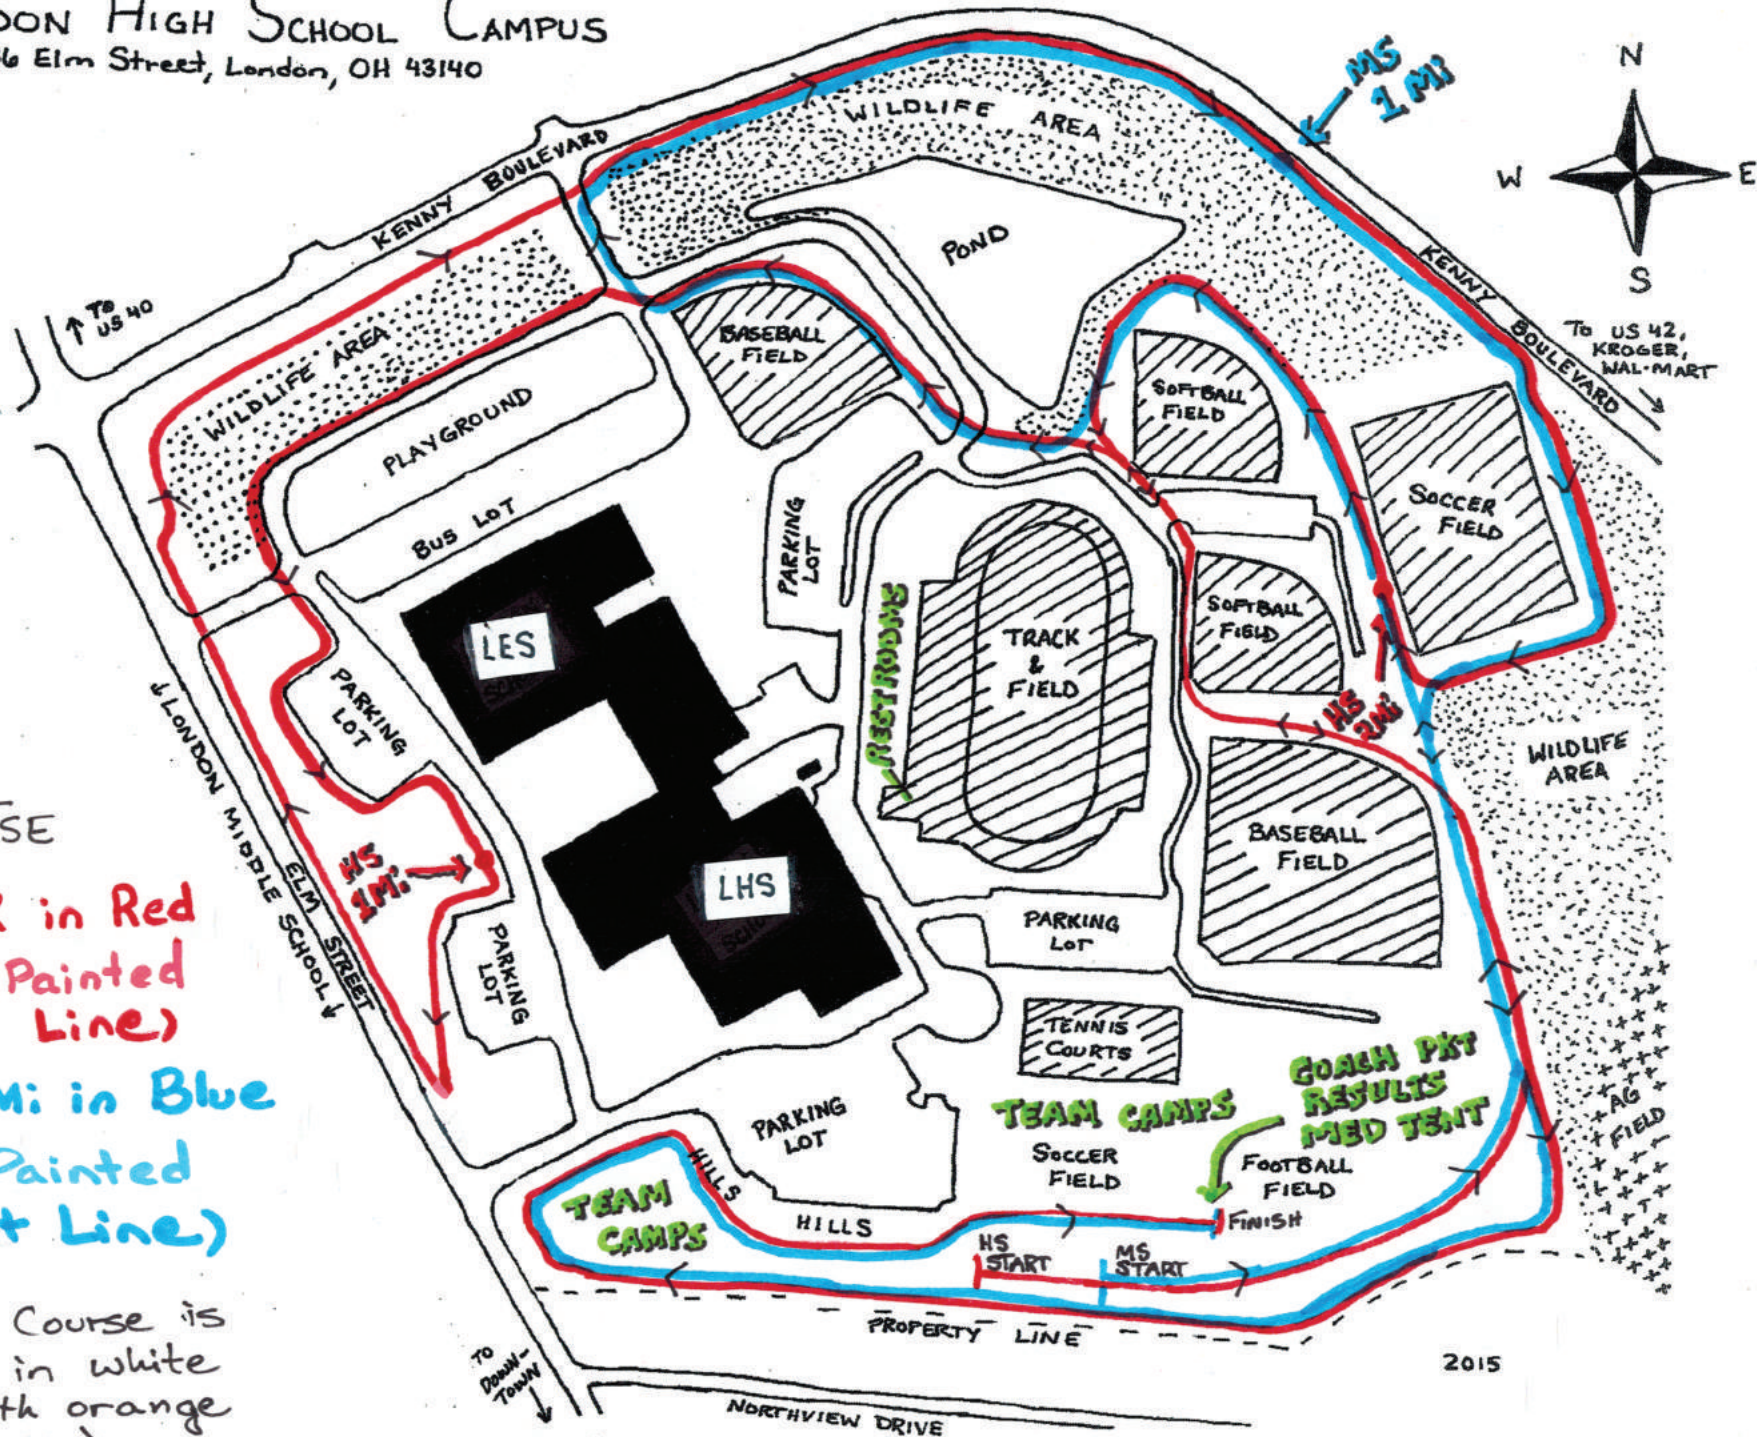 DON HIGH SCHOOL CAMPUS
6 Elm Street, London, OH 43140
MS
1 Mi
N
W
E
S
WILDLIFE AREA
KENNY BOULEVARD
POND
KENNY
BOULEVARD
TO
US 40
TO US 42,
KROGER,
WAL-MART
WILDLIFE AREA
BASEBALL
FIELD
SOFTBALL
FIELD
PLAYGROUND
SOCCER
FIELD
BUS LOT
PARKING
LOT
RESTROOMS
SOFTBALL
FIELD
LES
TRACK
&
FIELD
PARKING
LOT
HS
2Mi
WILDLIFE
AREA
LONDON MIDDLE SCHOOL
ELM STREET
SE
HS
1Mi
BASEBALL
FIELD
LHS
in Red
Painted
Line)
PARKING
LOT
PARKING
LOT
TENNIS
COURTS
Mi in Blue
Painted
Line)
COACH PKT
RESULTS
MED TENT
TEAM CAMPS
AG
FIELD
PARKING
LOT
SOCCER
FIELD
FOOTBALL
FIELD
HILLS
TEAM
CAMPS
HILLS
FINISH
HS
START
MS
START
Course is
in white
orange
PROPERTY LINE
TO
DOWN-
TOWN
2015
NORTHVIEW DRIVE